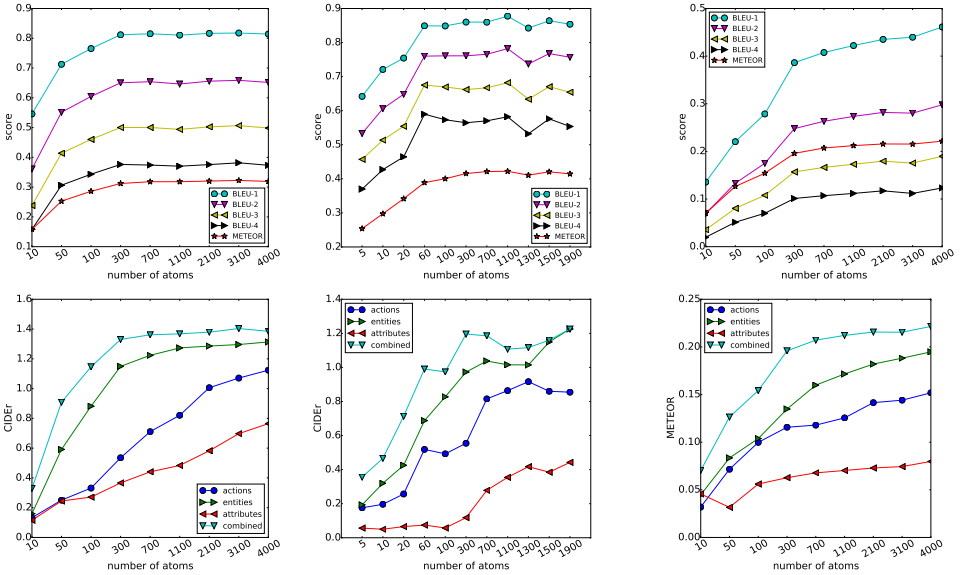 0.9
0.8
0.7
0.6
0.5
0.4
0.3
0.2
0.1
score
10 50 100 300 700 1100 2100 3100 4000
number of atoms
BLEU-1
BLEU-2
BLEU-3
BLEU-4
METEOR
0.9
0.8
0.7
0.6
0.5
0.4
0.3
0.2
score
5 10 20 60 100 300 700 1100 1300 1500 1900
number of atoms
BLEU-1
BLEU-2
BLEU-3
BLEU-4
METEOR
0.5
0.4
0.3
0.2
0.1
0.0
score
BLEU-1
BLEU-2
BLEU-3
BLEU-4
METEOR
10 50 100 300 700 1100 2100 3100 4000
number of atoms
1.6
1.4
1.2
1.0
0.8
0.6
0.4
0.2
0.0
CIDEr
actions
entities
attributes
combined
10 50 100 300 700 1100 2100 3100 4000
number of atoms
1.4
1.2
1.0
0.8
0.6
0.4
0.2
0.0
CIDEr
actions
entities
attributes
combined
5 10 20 60 100 300 700 1100 1300 1500 1900
number of atoms
0.25
0.20
0.15
0.10
0.05
0.00
METEOR
actions
entities
attributes
combined
10 50 100 300 700 1100 2100 3100 4000
number of atoms